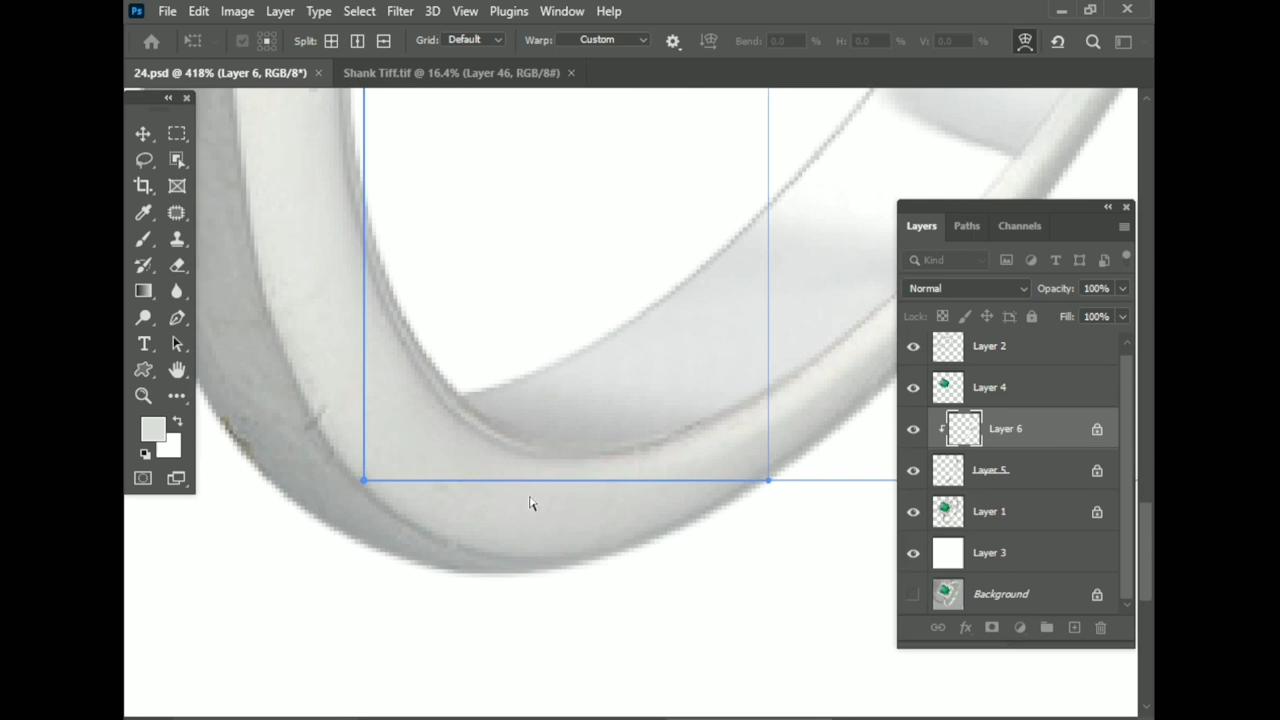 Ps File Edit Image Layer Type Select Filter 3D View Plugins Window Help
Split: Grid: Default Warp: Custom Bend: 0.0 % H: 0.0 % V: 0.0 %
24.psd @ 418% (Layer 6, RGB/8*) × Shank Tiff.tif @ 16.4% (Layer 46, RGB/8#) ×
Layers Paths Channels
Kind
Normal Opacity: 100%
Lock: Fill: 100%
Layer 2
Layer 4
Layer 6
Layer 5
Layer 1
Layer 3
Background
fx